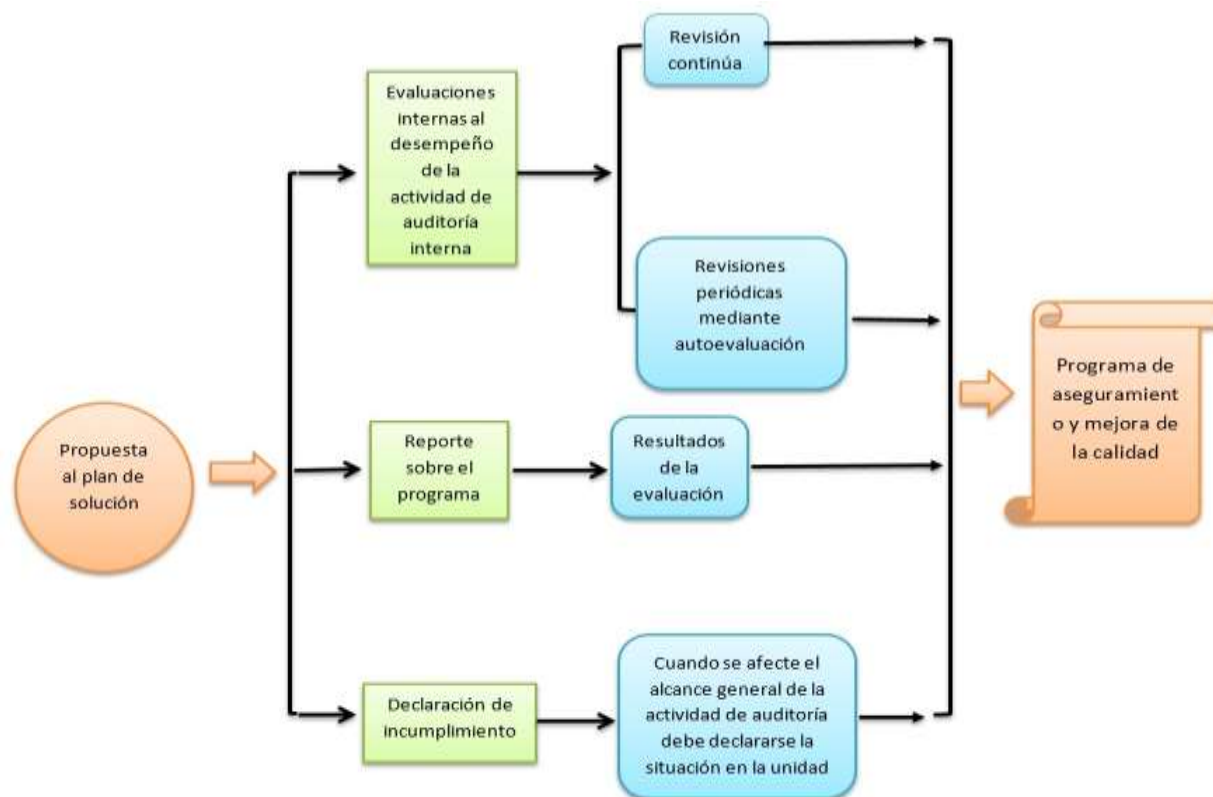 Propuesta
al plan de
solución
Evaluaciones
internas al
desempeño
de la
actividad de
auditoría
interna
Revisión
continúa
Revisiones
periódicas
mediante
autoevaluación
Reporte
sobre el
programa
Resultados
de la
evaluación
Declaración de
incumplimiento
Cuando se afecte el
alcance general de la
actividad de auditoría
debe declararse la
situación en la unidad
Programa de
aseguramient
o y mejora de
la calidad